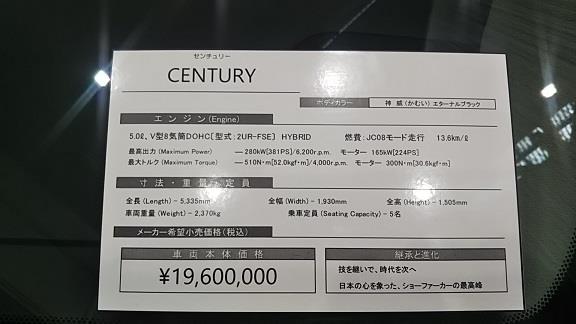 センチュリー
CENTURY
ボディカラー 神威(かむい)エターナルブラック
エンジン(Engine)
5.0ℓ, V型8気筒DOHC[型式:2UR-FSE] HYBRID 燃費:JC08モード走行 13.6km/ℓ
最高出力(Maximum Power) ―280kW[381PS]/6,200r.p.m. モーター 165kW[224PS]
最大トルク(Maximum Torque) ―510N・m[52.0kgf・m]/4,000r.p.m. モーター 300N・m[30.6kgf・m]
寸法・重量・定員
全長(Length)－5,335mm 全幅(Width)－1,930mm 全高(Height)－1,505mm
車両重量(Weight)－2,370kg 乗車定員(Seating Capacity)－5名
メーカー希望小売価格(税込)
車両本体価格
¥19,600,000
継承と進化
技を継いで、時代を次へ
日本の心を象った、ショーファーカーの最高峰